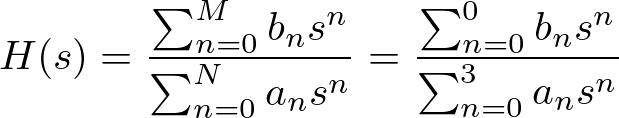 H(s) = \frac{\sum_{n=0}^{M} b_n s^n}{\sum_{n=0}^{N} a_n s^n} = \frac{\sum_{n=0}^{0} b_n s^n}{\sum_{n=0}^{3} a_n s^n}